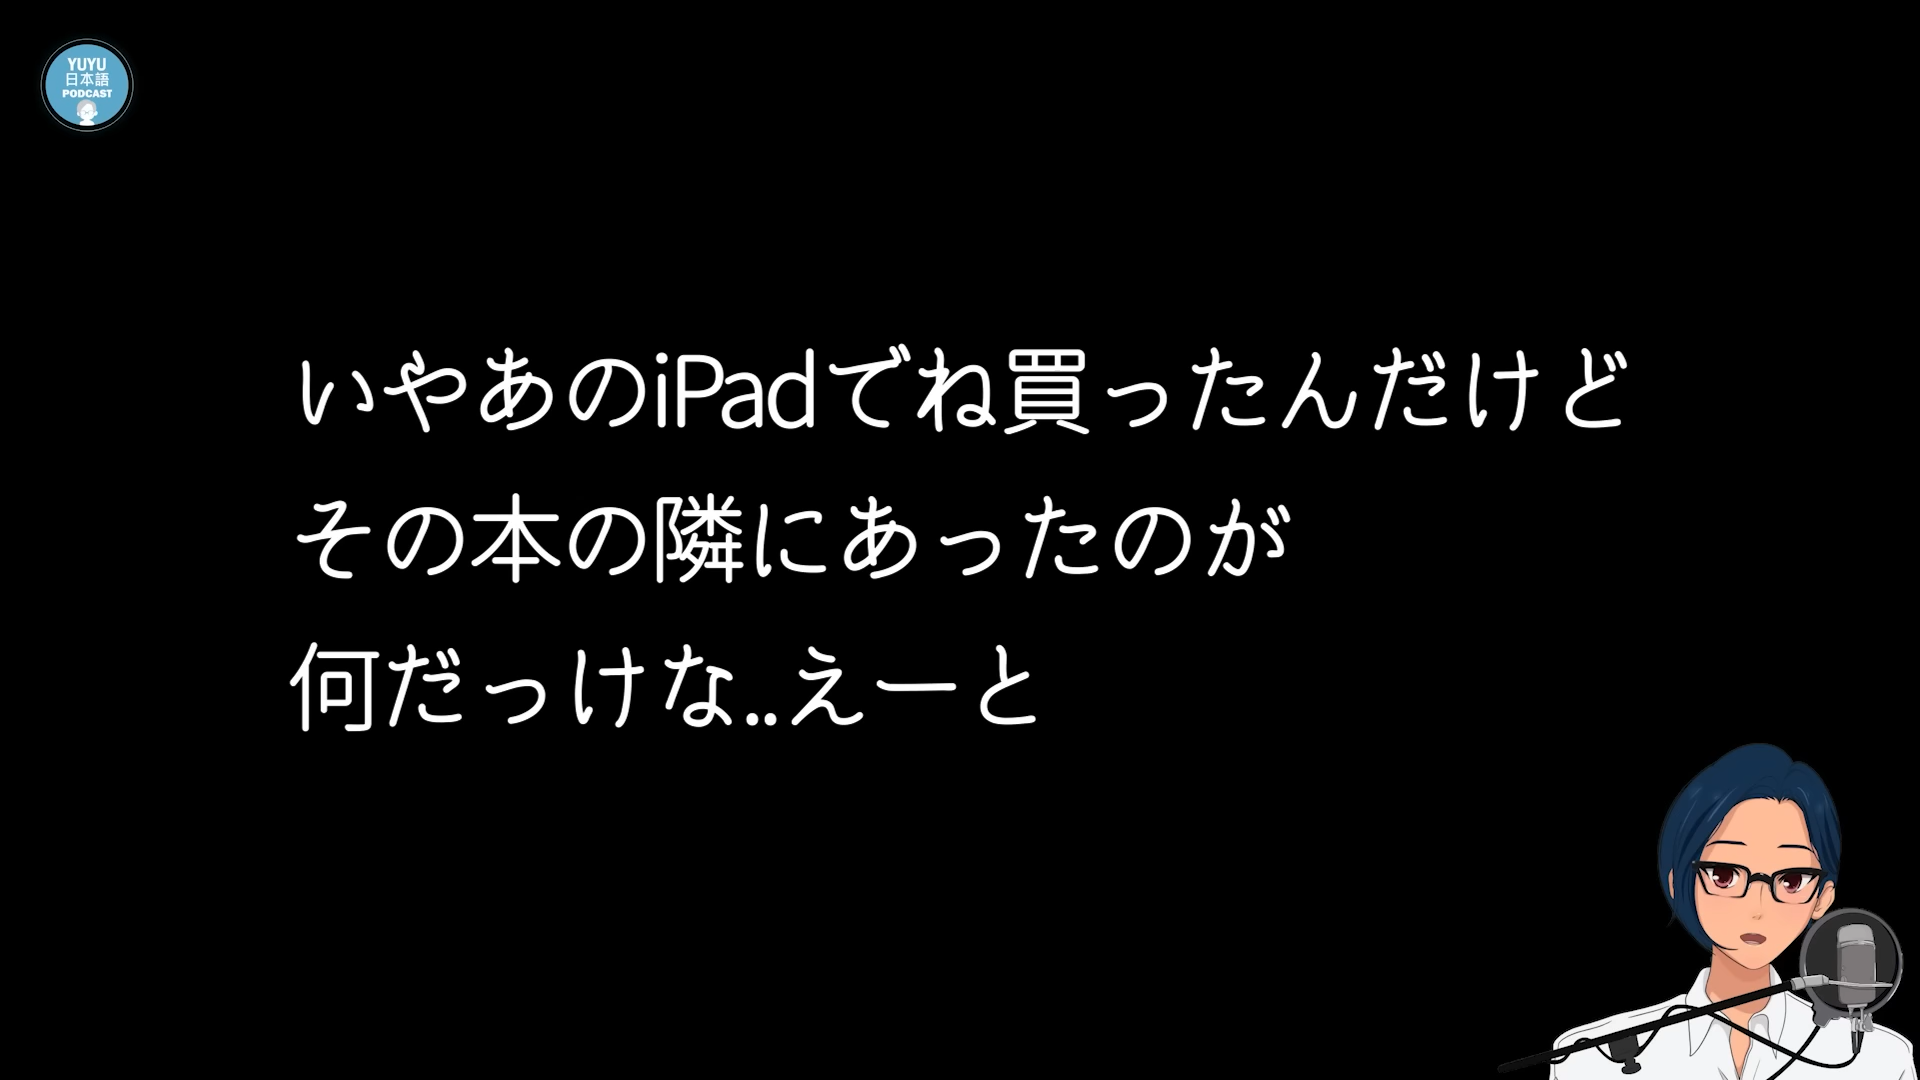 YUYU
日本語
PODCAST
いやあのiPadでね買ったんだけど
その本の隣にあったのが
何だっけな..えーと